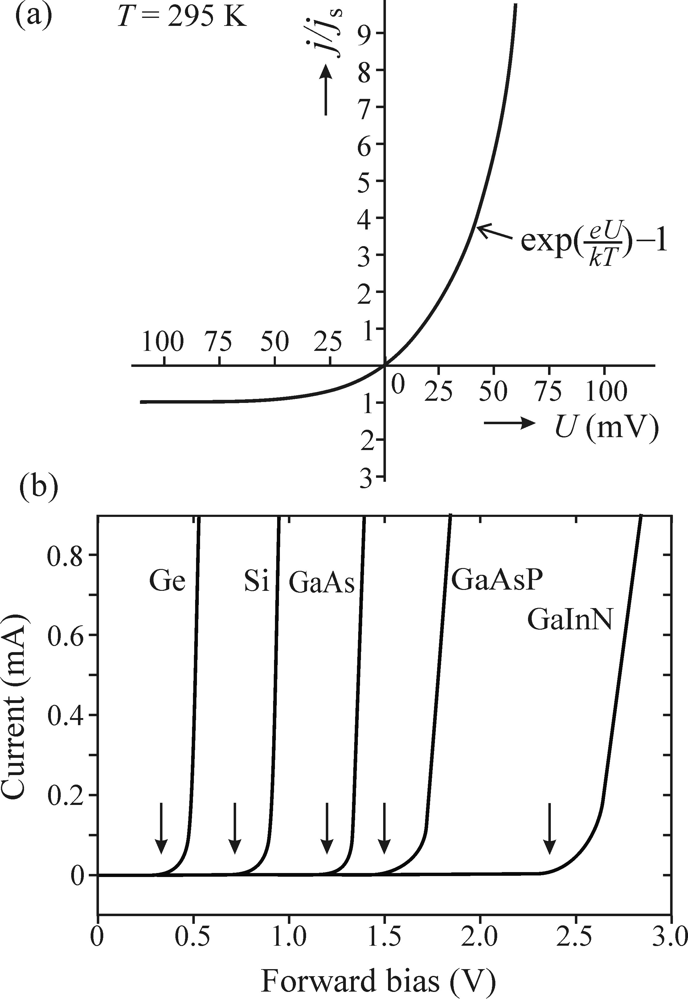 (a) T = 295 K
j/js
9
8
7
6
5
4
3
2
1
exp(eU/kT)–1
100 75 50 25
0 25 50 75 100
1
2
3
U (mV)
(b)
Ge Si GaAs GaAsP
GaInN
Current (mA)
0.8
0.6
0.4
0.2
0
0 0.5 1.0 1.5 2.0 2.5 3.0
Forward bias (V)